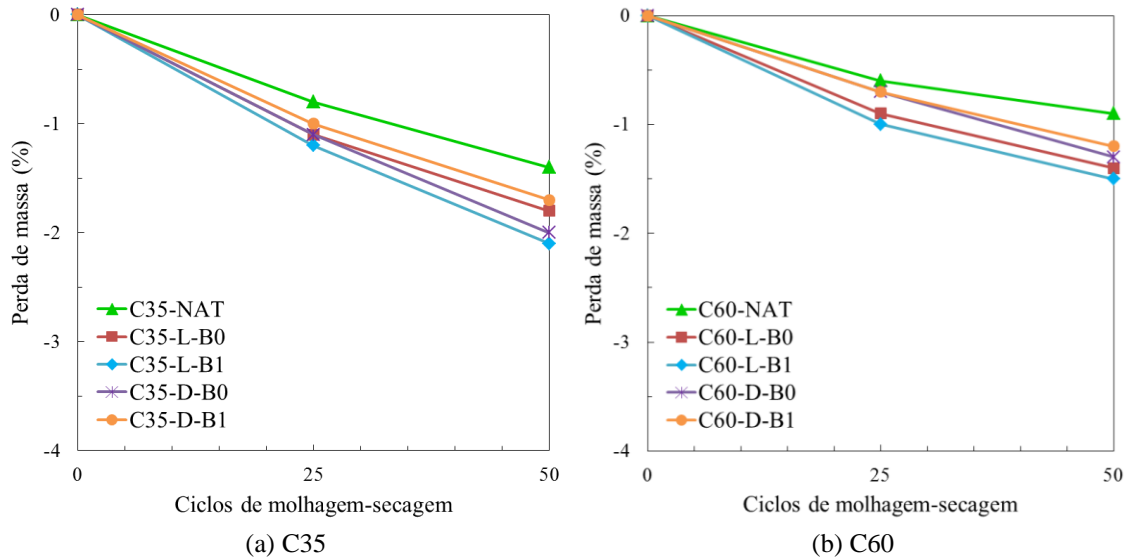 0
-1
-2
-3
-4
Perda de massa (%)
C35-NAT
C35-L-B0
C35-L-B1
C35-D-B0
C35-D-B1
0 25 50
Ciclos de molhagem-secagem
(a) C35
0
-1
-2
-3
-4
Perda de massa (%)
C60-NAT
C60-L-B0
C60-L-B1
C60-D-B0
C60-D-B1
0 25 50
Ciclos de molhagem-secagem
(b) C60